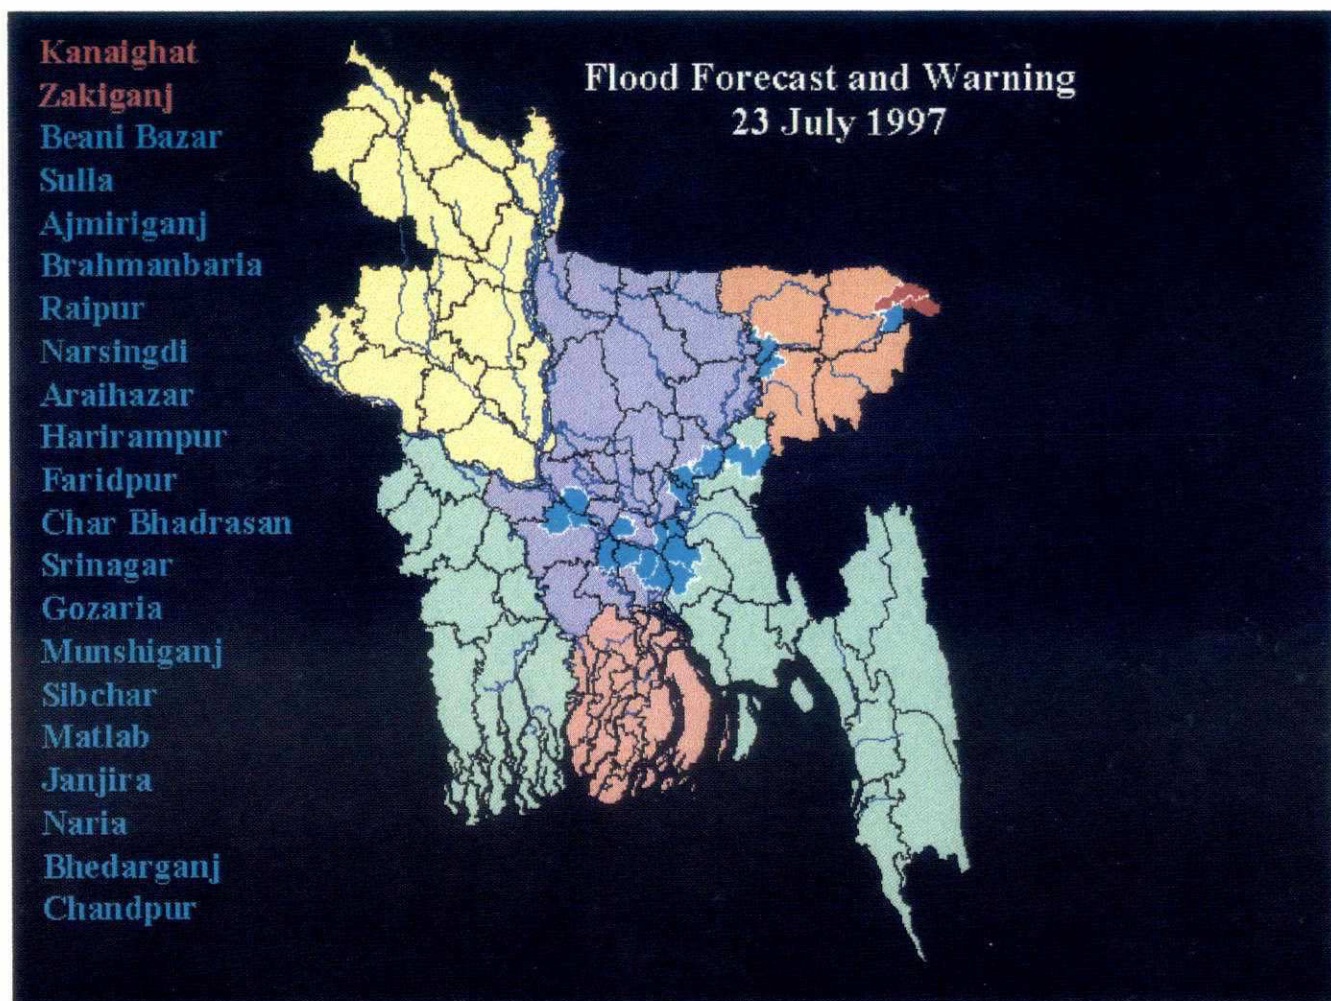 Kanaighat
Zakiganj
Beani Bazar
Sulla
Ajmiriganj
Brahmanbaria
Raipur
Narsingdi
Araihazar
Harirampur
Faridpur
Char Bhadrasan
Srinagar
Gozaria
Munshiganj
Sibchar
Matlab
Janjira
Naria
Bhedarganj
Chandpur
Flood Forecast and Warning
23 July 1997